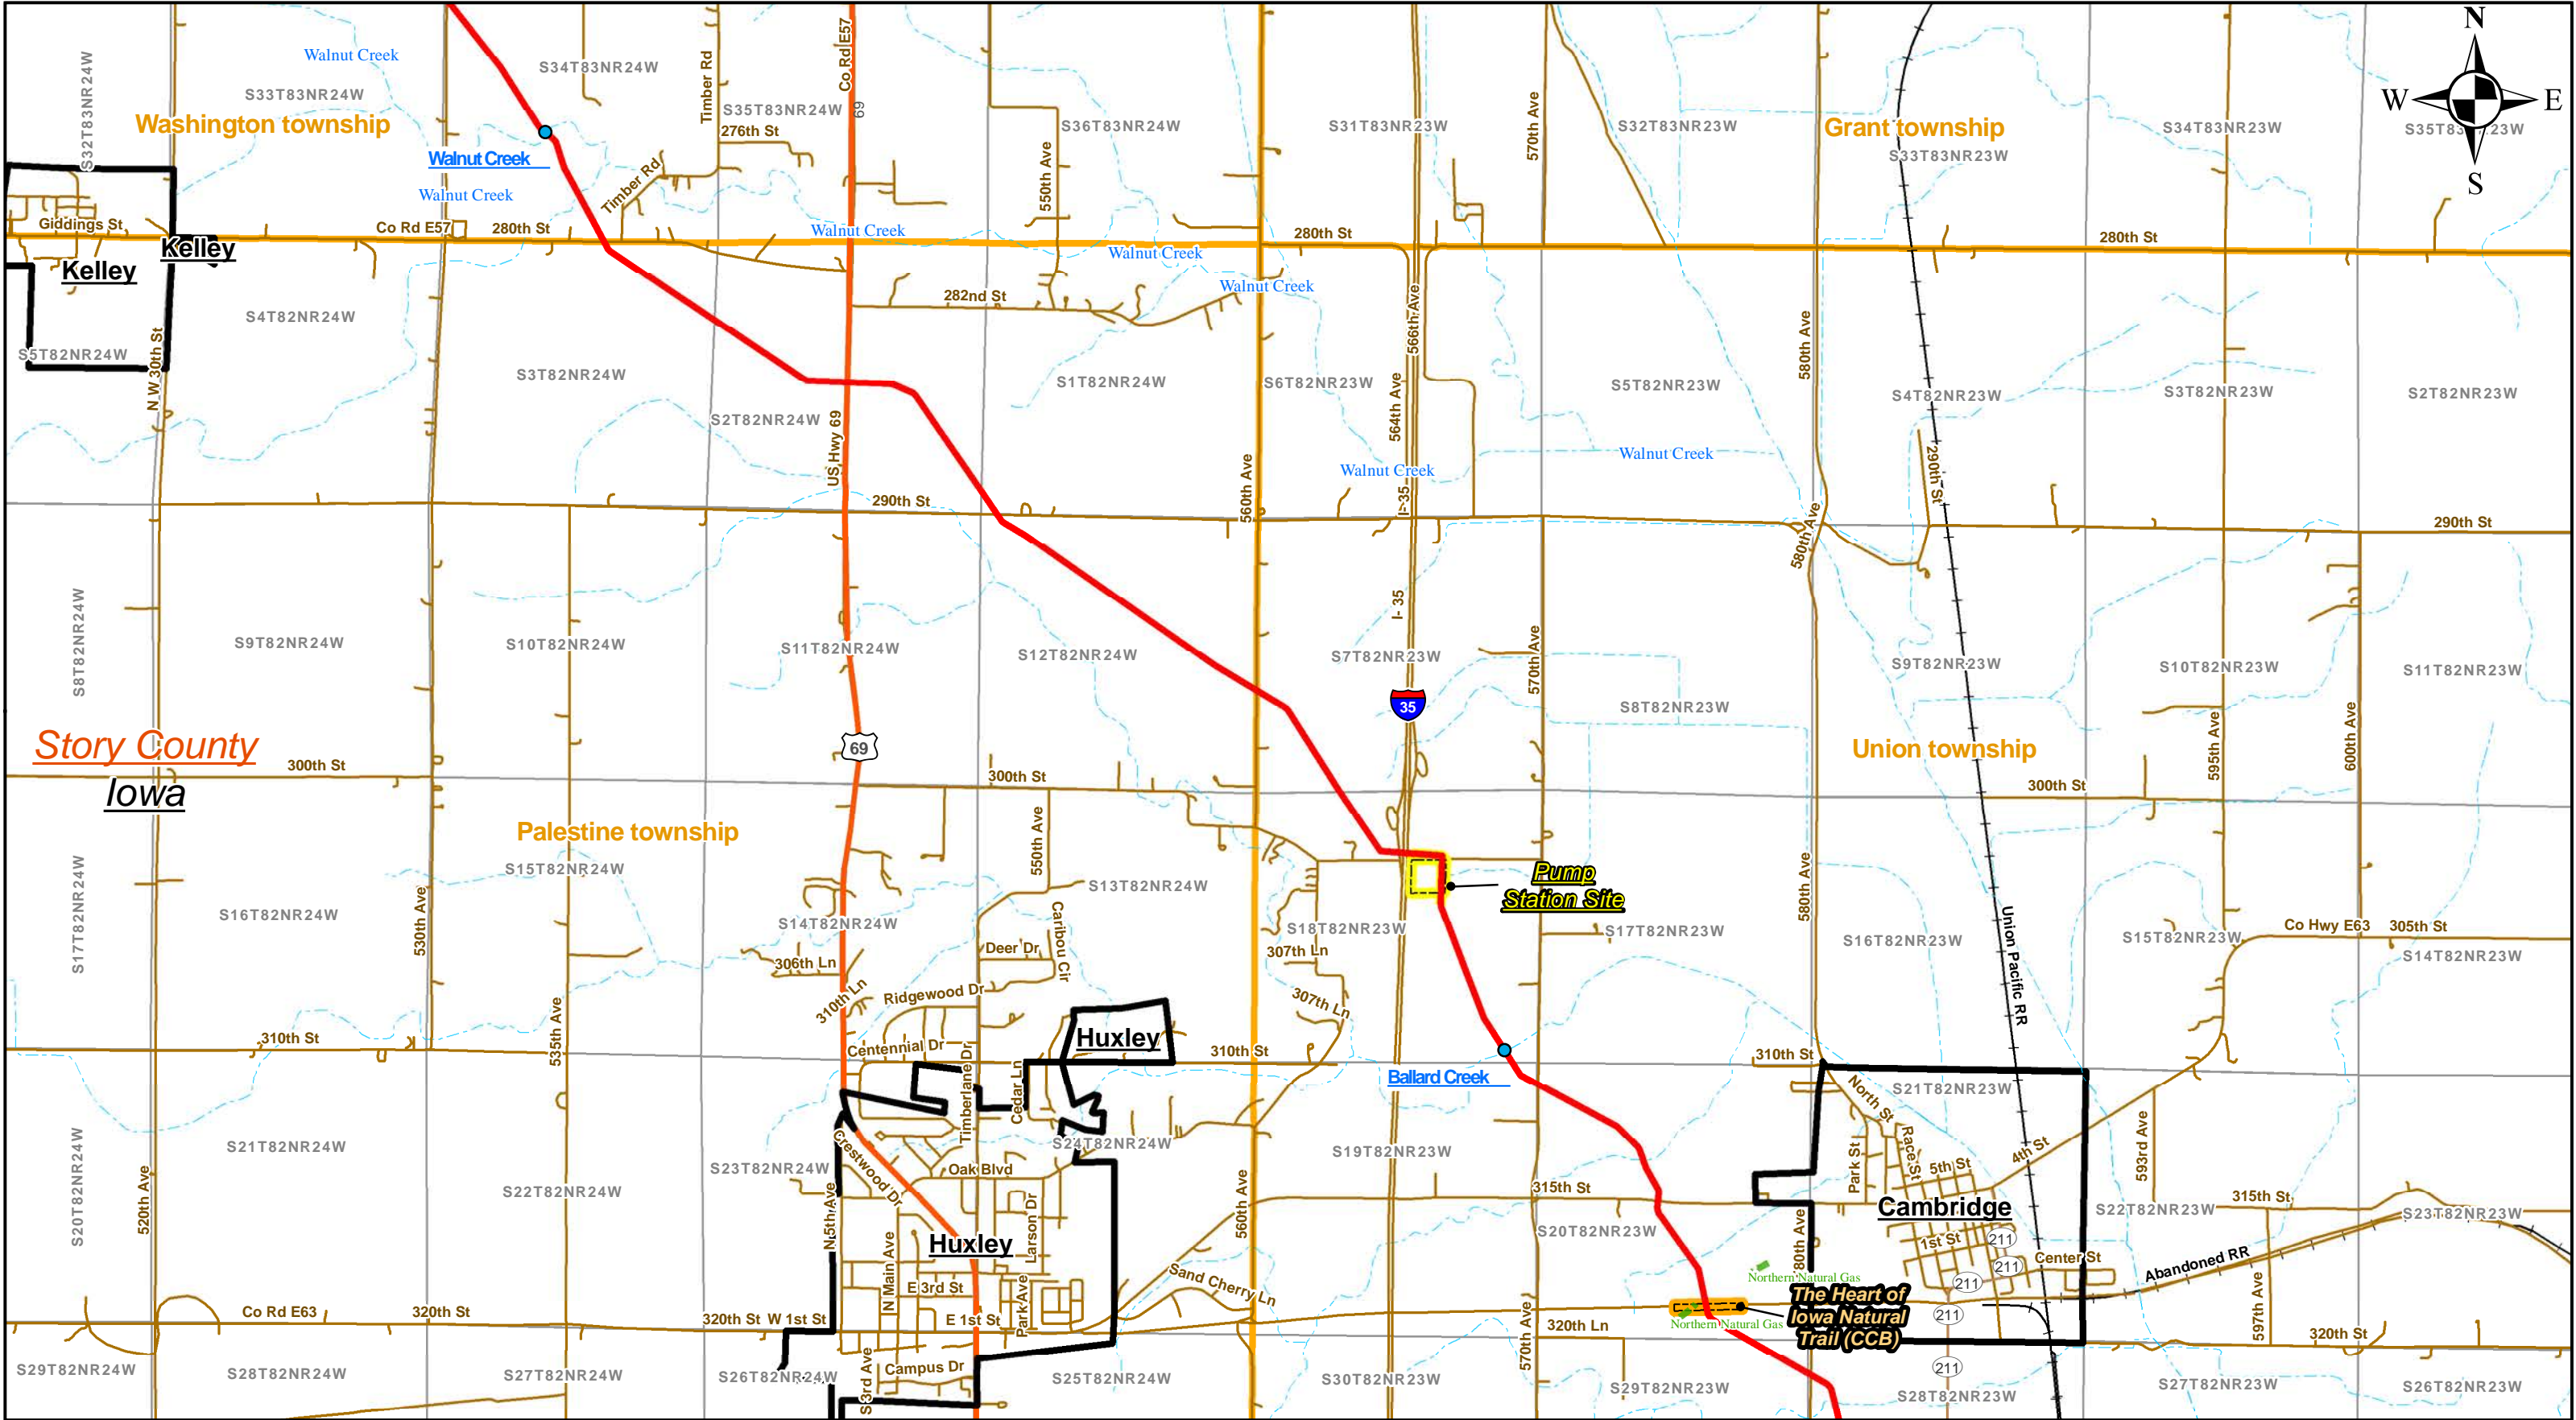 Co Rd E57
N
W
E
S
Walnut Creek
S34T83NR24W
S32T83NR24W
S33T83NR24W
Timber Rd
S35T83NR24W
69
S36T83NR24W
S31T83NR23W
570th Ave
S32T83NR23W
Grant township
S34T83NR23W
Washington township
276th St
S33T83NR23W
Walnut Creek
Walnut Creek
Timber Rd
550th Ave
Giddings St
Co Rd E57
280th St
Walnut Creek
280th St
280th St
Kelley
Kelley
Walnut Creek
Walnut Creek
282nd St
S4T82NR24W
566th Ave
580th Ave
S5T82NR24W
N W 30th St
S3T82NR24W
S1T82NR24W
S6T82NR23W
S5T82NR23W
S4T82NR23W
S3T82NR23W
S2T82NR23W
564th Ave
S2T82NR24W
US Hwy 69
Walnut Creek
Walnut Creek
290th St
560th Ave
290th St
I-35
290th St
580th Ave
I- 35
S8T82NR24W
S9T82NR24W
S10T82NR24W
S11T82NR24W
S12T82NR24W
S7T82NR23W
570th Ave
S9T82NR23W
S10T82NR23W
S11T82NR23W
35
S8T82NR23W
Story County
69
Union township
595th Ave
600th Ave
300th St
Iowa
300th St
300th St
Palestine township
550th Ave
S15T82NR24W
S13T82NR24W
Pump
Station Site
S17T82NR24W
S16T82NR24W
530th Ave
S14T82NR24W
Caribou Cir
S18T82NR23W
S17T82NR23W
580th Ave
S16T82NR23W
Union Pacific RR
S15T82NR23W
Co Hwy E63
305th St
S14T82NR23W
Deer Dr
306th Ln
307th Ln
310th Ln
Ridgewood Dr
307th Ln
535th Ave
310th St
Centennial Dr
Huxley
310th St
310th St
Timberlane Dr
Cedar Ln
Ballard Creek
S21T82NR23W
North St
S20T82NR24W
S21T82NR24W
Crestwood Dr
S24T82NR24W
S19T82NR23W
Park St
Race St
4th St
593rd Ave
520th Ave
S22T82NR24W
S23T82NR24W
Oak Blvd
5th St
315th St
315th St
N 5th Ave
Larson Dr
560th Ave
S20T82NR23W
Cambridge
S22T82NR23W
S23T82NR23W
Huxley
80th Ave
1st St
211
Center St
211
Abandoned RR
N Main Ave
E 3rd St
Park Ave
Sand Cherry Ln
Northern Natural Gas
211
The Heart of
Iowa Natural
Trail (CCB)
211
597th Ave
Co Rd E63
320th St
320th St
W 1st St
E 1st St
570th Ave
Northern Natural Gas
320th Ln
320th St
S29T82NR24W
S28T82NR24W
S27T82NR24W
S26T82NR24W
S 3rd Ave
Campus Dr
S25T82NR24W
S30T82NR23W
S29T82NR23W
211
S28T82NR23W
S27T82NR23W
S26T82NR23W